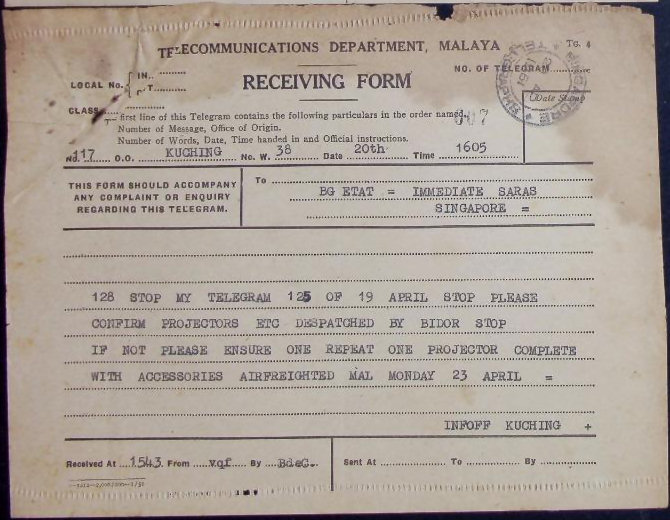 TELECOMMUNICATIONS DEPARTMENT, MALAYA
TG. 4
LOCAL No. { IN.
T.
RECEIVING FORM
NO. OF TELEGRAM
Date Stamp
CLASS
first line of this Telegram contains the following particulars in the order named.
Number of Message, Office of Origin.
Number of Words, Date, Time handed in and Official instructions.
No. 117 O.O. KUCHING No. W. 38 Date 20th Time 1605
THIS FORM SHOULD ACCOMPANY
ANY COMPLAINT OR ENQUIRY
REGARDING THIS TELEGRAM.
To
BG ETAT = IMMEDIATE SARAS
SINGAPORE =
128 STOP MY TELEGRAM 125 OF 19 APRIL STOP PLEASE
CONFIRM PROJECTORS ETC DESPATCHED BY BIDOR STOP
IF NOT PLEASE ENSURE ONE REPEAT ONE PROJECTOR COMPLETE
WITH ACCESSORIES AIRFREIGHTED MAL MONDAY 23 APRIL =
INFOFF KUCHING +
Received At 1543 From vqf By BdeC. Sent At To By